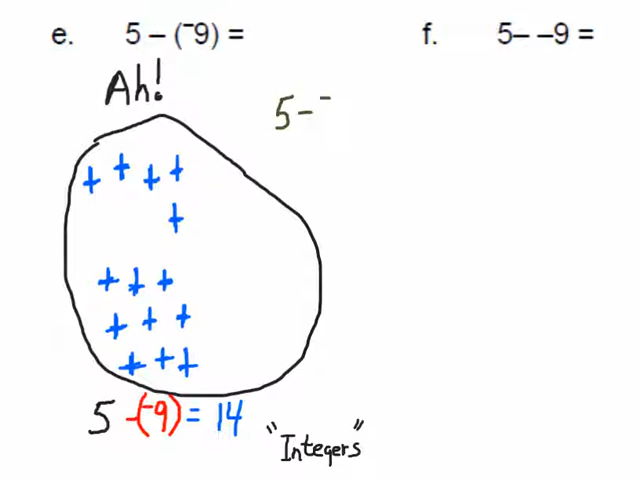 e. 5 – (⁻9) =
f. 5– –9 =
Ah!
5 – ⁻
+ + + +
+
+ + +
+ + +
+ + +
5 -(⁻9) = 14
"Integers"